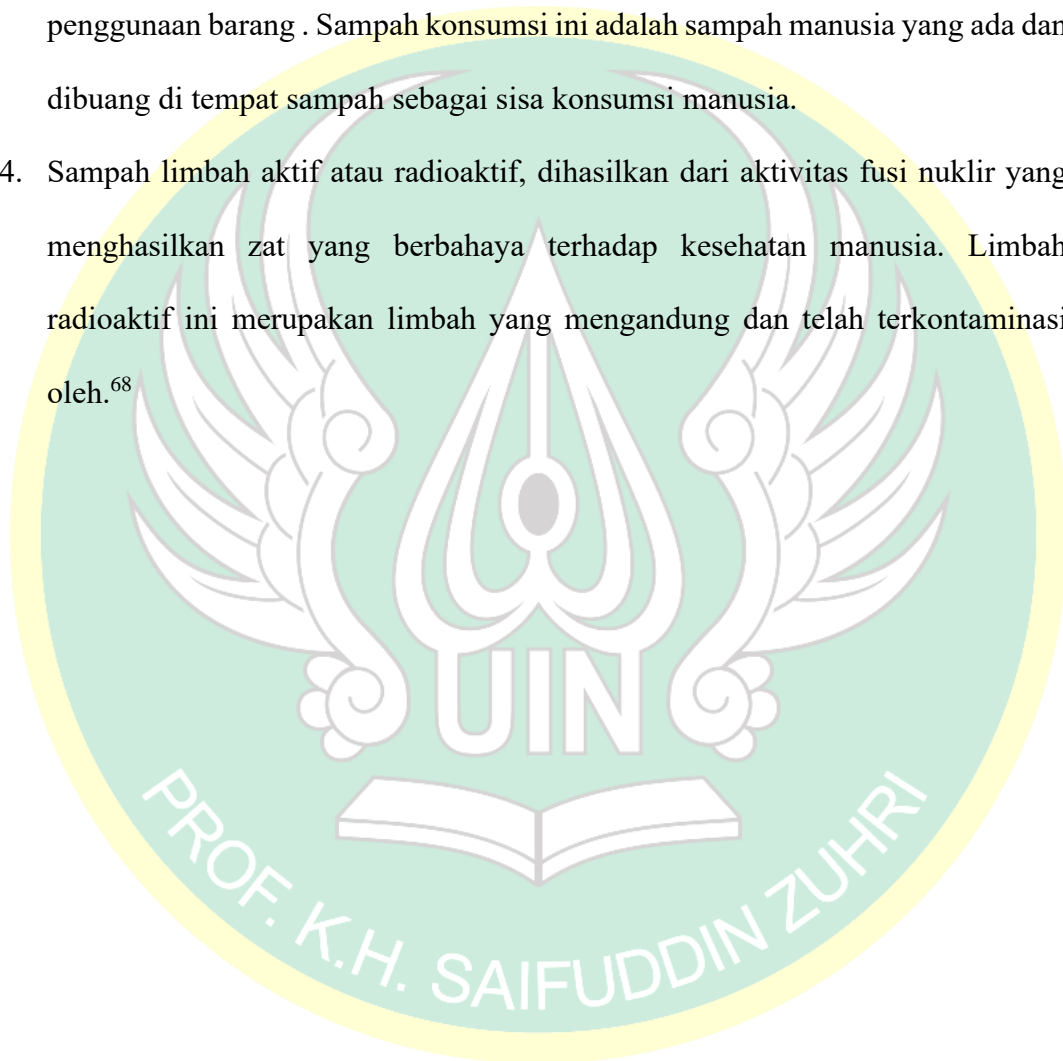 penggunaan barang . Sampah konsumsi ini adalah sampah manusia yang ada dan
dibuang di tempat sampah sebagai sisa konsumsi manusia.
4. Sampah limbah aktif atau radioaktif, dihasilkan dari aktivitas fusi nuklir yang
menghasilkan zat yang berbahaya terhadap kesehatan manusia. Limbah
radioaktif ini merupakan limbah yang mengandung dan telah terkontaminasi
oleh.68
UIN
PROF. K.H. SAIFUDDIN ZUHRI